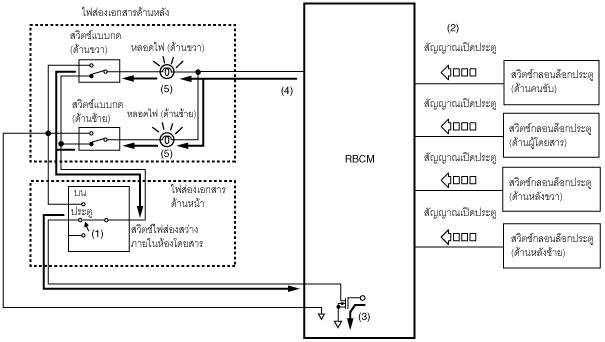 ไฟส่องเอกสารด้านหลัง
สวิตช์แบบกด
(ด้านขวา)
หลอดไฟ (ด้านขวา)
(5)
(4)
สวิตช์แบบกด
(ด้านซ้าย)
หลอดไฟ (ด้านซ้าย)
(5)
บน
ประตู
(1)
ไฟส่องเอกสาร
ด้านหน้า
สวิตช์ไฟส่องสว่าง
ภายในห้องโดยสาร
RBCM
(3)
(2)
สัญญาณเปิดประตู
สวิตช์กลอนล็อกประตู
(ด้านคนขับ)
สัญญาณเปิดประตู
สวิตช์กลอนล็อกประตู
(ด้านผู้โดยสาร)
สัญญาณเปิดประตู
สวิตช์กลอนล็อกประตู
(ด้านหลังขวา)
สัญญาณเปิดประตู
สวิตช์กลอนล็อกประตู
(ด้านหลังซ้าย)